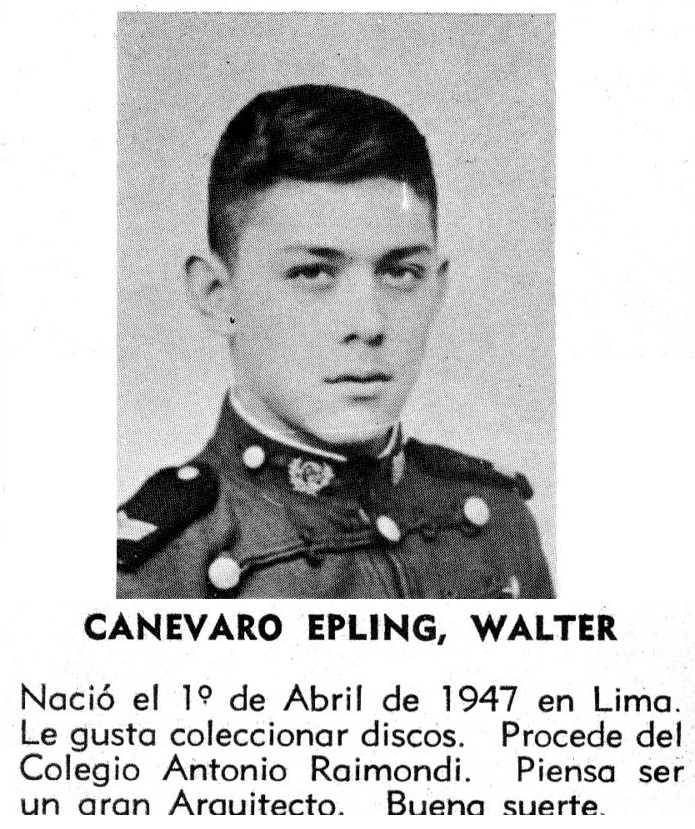 CANEVARO EPLING, WALTER
Nació el 1º de Abril de 1947 en Lima.
Le gusta coleccionar discos. Procede del
Colegio Antonio Raimondi. Piensa ser
un gran Arquitecto. Buena suerte.